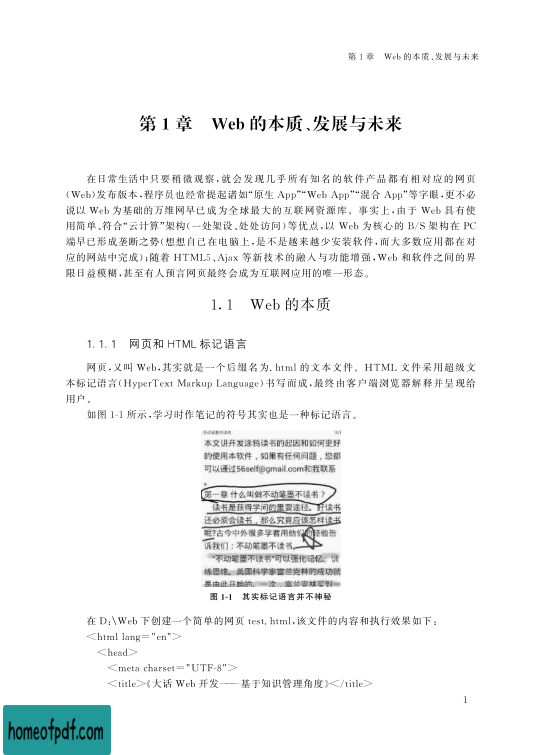 第 1 章　Web 的本质、发展与未来
第 1 章　Web 的本质、发展与未来
在日常生活中只要稍微观察,就会发现几乎所有知名的软件产品都有相对应的网页
(Web)发布版本,程序员也经常提起诸如“原生 App”“Web App”“混合 App”等字眼,更不必
说以 Web 为基础的万维网早已成为全球最大的互联网资源库。事实上,由于 Web 具有使
用简单、符合“云计算”架构(一处架设、处处访问)等优点,以 Web 为核心的 B/S 架构在 PC
端早已形成垄断之势(想想自己在电脑上,是不是越来越少安装软件,而大多数应用都在对
应的网站中完成);随着 HTML5、Ajax 等新技术的融入与功能增强,Web 和软件之间的界
限日益模糊,甚至有人预言网页最终会成为互联网应用的唯一形态。
1.1　Web 的本质
1.1.1　网页和 HTML 标记语言
网页,又叫 Web,其实就是一个后缀名为.html 的文本文件。HTML 文件采用超级文
本标记语言(HyperText Markup Language)书写而成,最终由客户端浏览器解释并呈现给
用户。
如图 1-1 所示,学习时作笔记的符号其实也是一种标记语言。
本文讲开发涂鸦读书的起因和如何更好
的使用本软件，如果有任何问题，您都
可以通过56self@gmail.com和我联系
。
第一章 什么叫做不动笔墨不读书？
读书是获得学问的重要途径。好读书
还必须会读书，那么究竟应该怎样读书
呢?古今中外很多学者用他们的经验告
诉我们：不动笔墨不读书。
“不动笔墨不读书”可以强化记忆、训
练思维。美国科学家富兰克林的成功就
是由此开始的。一次，富兰克林买到一
图 1-1　其实标记语言并不神秘
在 D:\Web 下创建一个简单的网页 test.html,该文件的内容和执行效果如下:
<html lang="en">
<head>
<meta charset="UTF-8">
<title>《大话 Web 开发——基于知识管理角度》</title>
1
homeofpdf.com